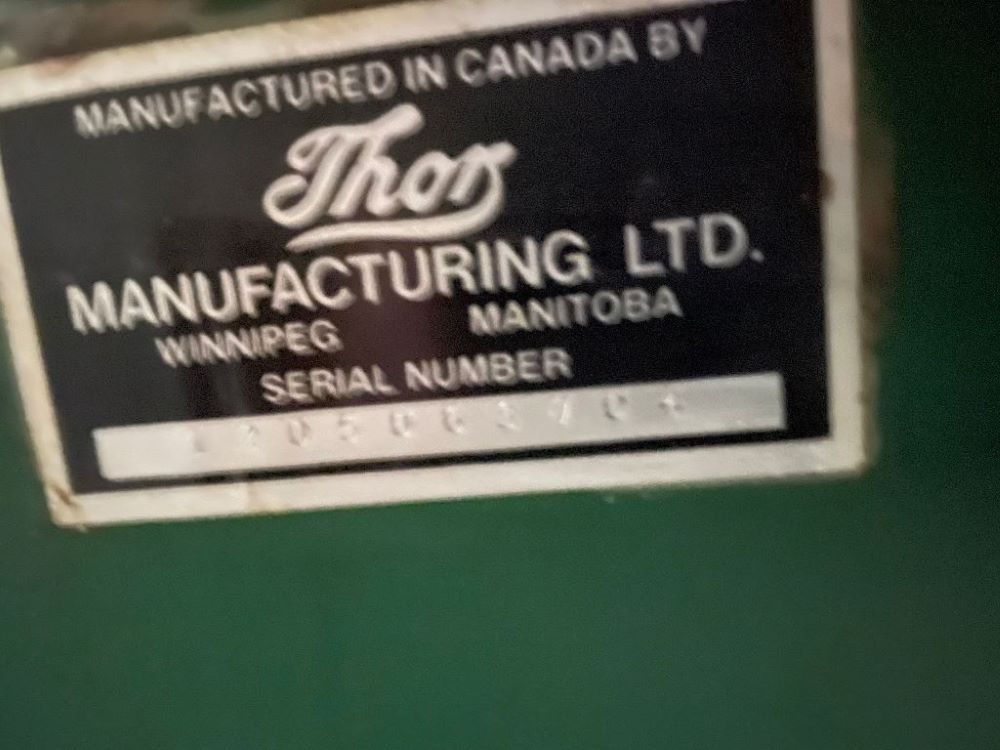 MANUFACTURED IN CANADA BY
Thor
MANUFACTURING LTD.
WINNIPEG MANITOBA
SERIAL NUMBER